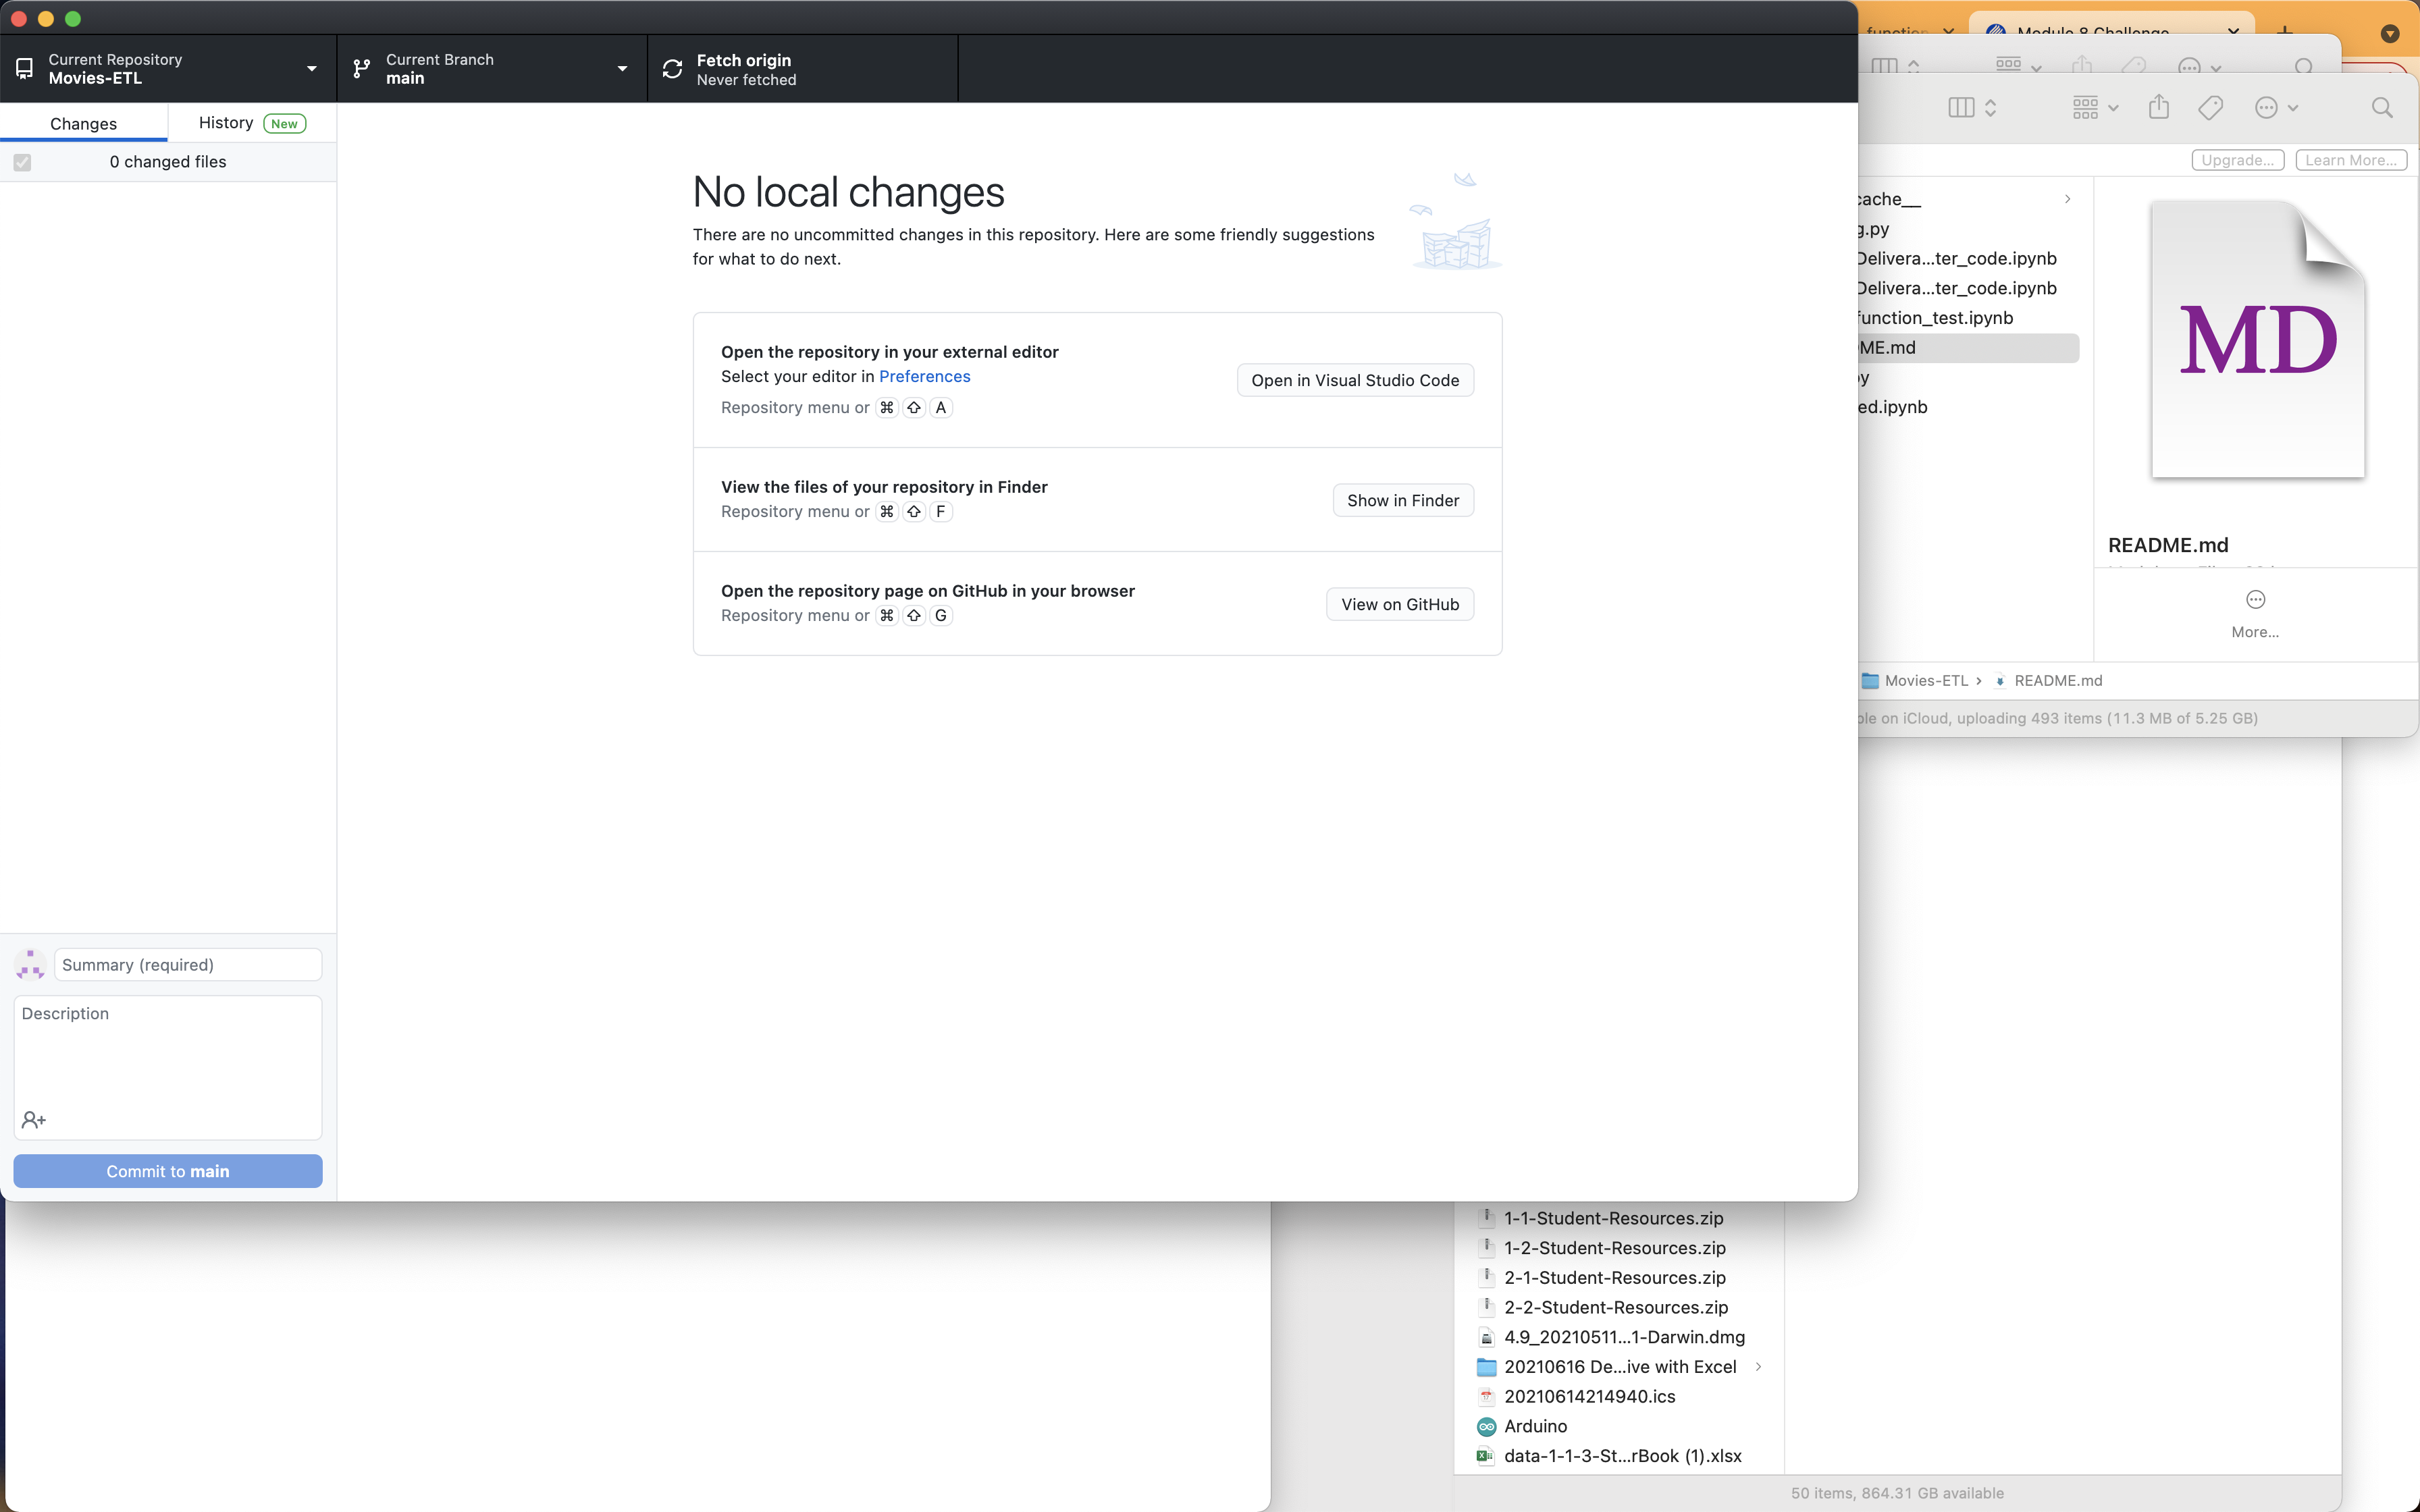 Current Repository
Movies-ETL
Current Branch
main
Fetch origin
Never fetched
Changes
History New
0 changed files
No local changes
There are no uncommitted changes in this repository. Here are some friendly suggestions
for what to do next.
Open the repository in your external editor
Select your editor in Preferences
Repository menu or ⌘ ⇧ A
Open in Visual Studio Code
View the files of your repository in Finder
Repository menu or ⌘ ⇧ F
Show in Finder
Open the repository page on GitHub in your browser
Repository menu or ⌘ ⇧ G
View on GitHub
Summary (required)
Description
Commit to main
Module 8 Challenge
Upgrade...
Learn More...
cache__
g.py
Delivera...ter_code.ipynb
Delivera...ter_code.ipynb
function_test.ipynb
ME.md
py
ed.ipynb
MD
README.md
More...
Movies-ETL › README.md
ble on iCloud, uploading 493 items (11.3 MB of 5.25 GB)
1-1-Student-Resources.zip
1-2-Student-Resources.zip
2-1-Student-Resources.zip
2-2-Student-Resources.zip
4.9_20210511...1-Darwin.dmg
20210616 De...ive with Excel
20210614214940.ics
Arduino
data-1-1-3-St...rBook (1).xlsx
50 items, 864.31 GB available